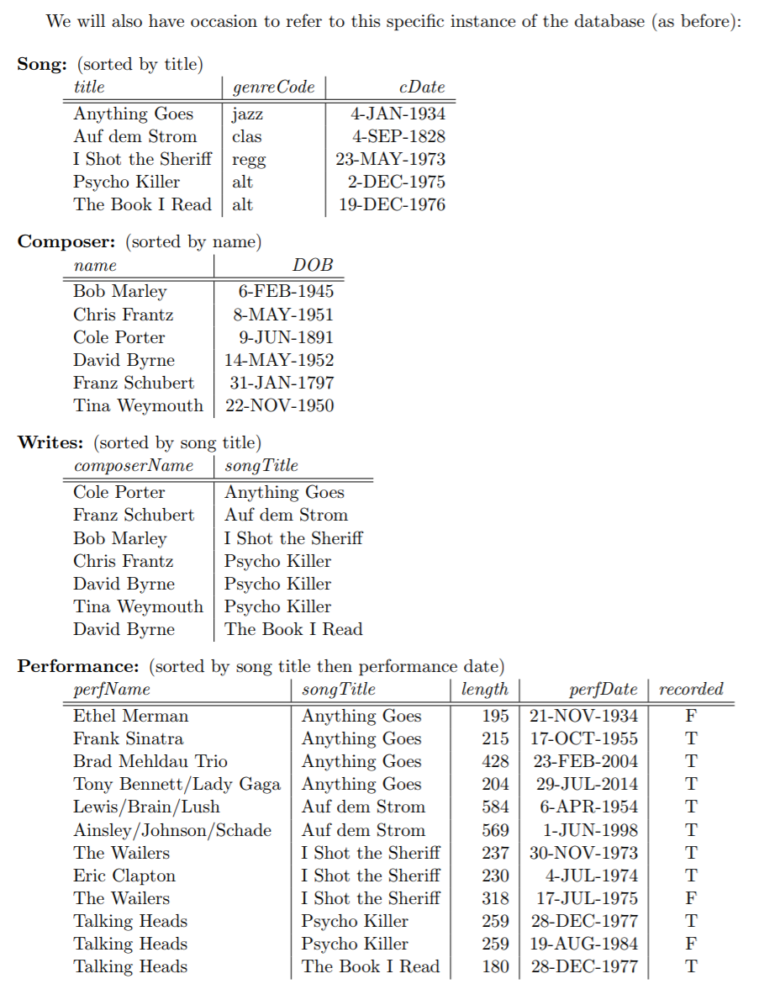 We will also have occasion to refer to this specific instance of the database (as before):
Song: (sorted by title)
title genreCode cDate
Anything Goes jazz 4-JAN-1934
Auf dem Strom clas 4-SEP-1828
I Shot the Sheriff regg 23-MAY-1973
Psycho Killer alt 2-DEC-1975
The Book I Read alt 19-DEC-1976
Composer: (sorted by name)
name DOB
Bob Marley 6-FEB-1945
Chris Frantz 8-MAY-1951
Cole Porter 9-JUN-1891
David Byrne 14-MAY-1952
Franz Schubert 31-JAN-1797
Tina Weymouth 22-NOV-1950
Writes: (sorted by song title)
composerName songTitle
Cole Porter Anything Goes
Franz Schubert Auf dem Strom
Bob Marley I Shot the Sheriff
Chris Frantz Psycho Killer
David Byrne Psycho Killer
Tina Weymouth Psycho Killer
David Byrne The Book I Read
Performance: (sorted by song title then performance date)
perfName songTitle length perfDate recorded
Ethel Merman Anything Goes 195 21-NOV-1934 F
Frank Sinatra Anything Goes 215 17-OCT-1955 T
Brad Mehldau Trio Anything Goes 428 23-FEB-2004 T
Tony Bennett/Lady Gaga Anything Goes 204 29-JUL-2014 T
Lewis/Brain/Lush Auf dem Strom 584 6-APR-1954 T
Ainsley/Johnson/Schade Auf dem Strom 569 1-JUN-1998 T
The Wailers I Shot the Sheriff 237 30-NOV-1973 T
Eric Clapton I Shot the Sheriff 230 4-JUL-1974 T
The Wailers I Shot the Sheriff 318 17-JUL-1975 F
Talking Heads Psycho Killer 259 28-DEC-1977 T
Talking Heads Psycho Killer 259 19-AUG-1984 F
Talking Heads The Book I Read 180 28-DEC-1977 T